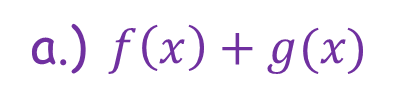 a.) f(x) + g(x)